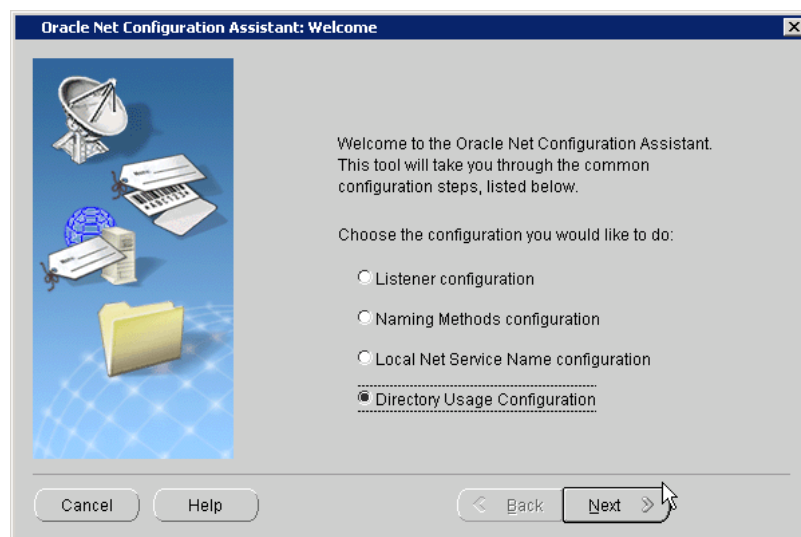 Oracle Net Configuration Assistant: Welcome
Welcome to the Oracle Net Configuration Assistant.
This tool will take you through the common
configuration steps, listed below.
Choose the configuration you would like to do:
Listener configuration
Naming Methods configuration
Local Net Service Name configuration
Directory Usage Configuration
Cancel
Help
Back
Next